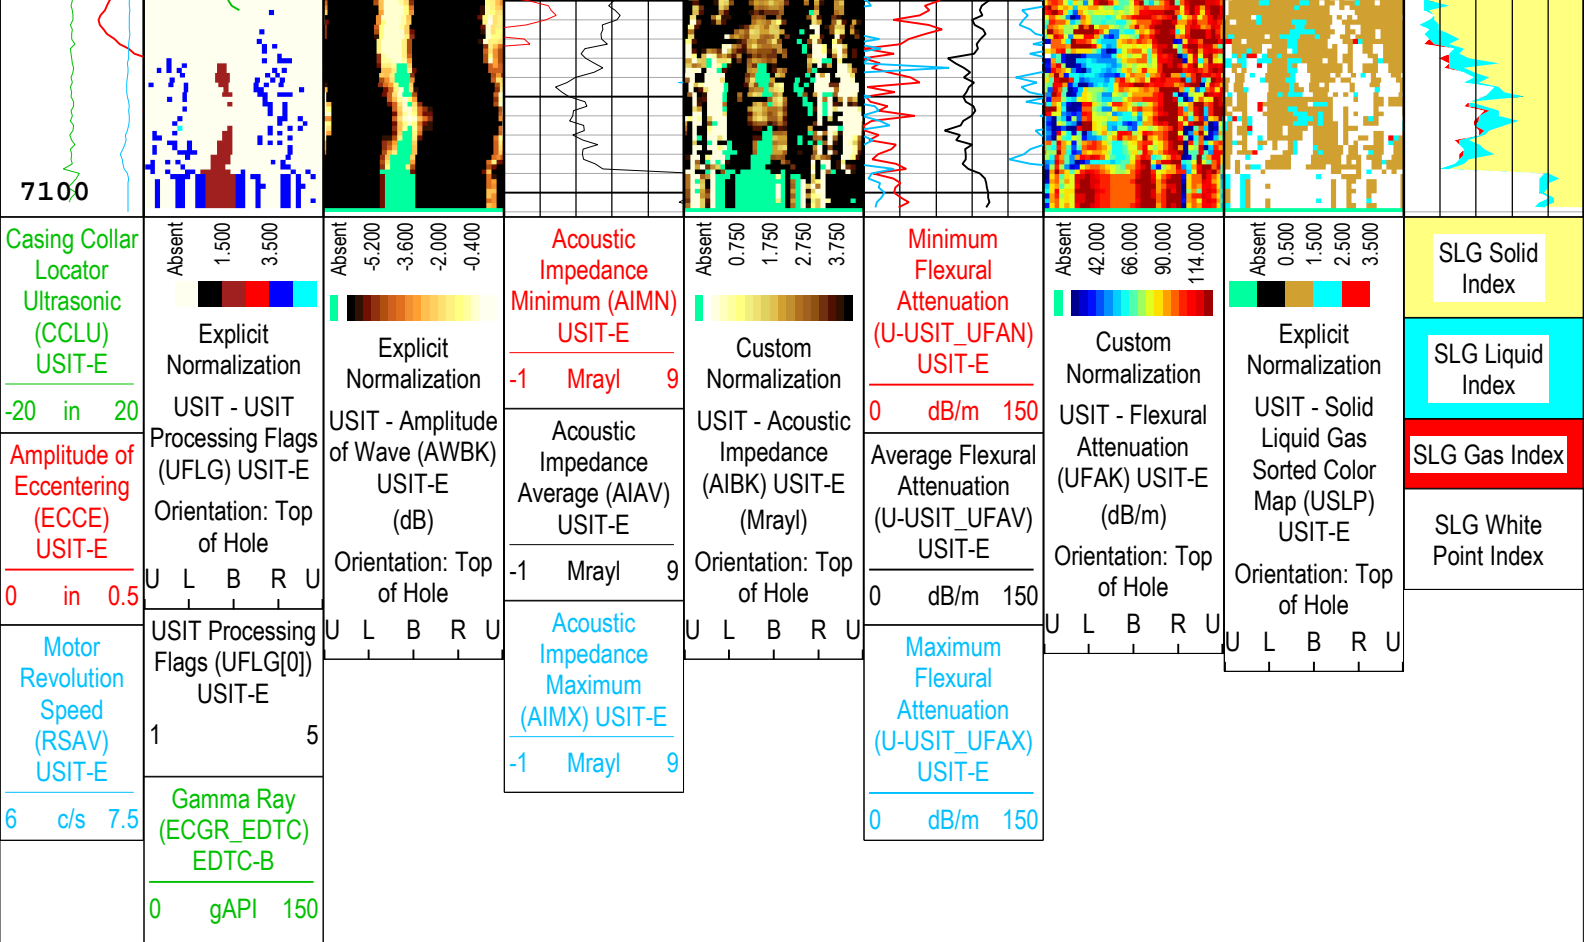 7100
Casing Collar
Locator
Ultrasonic
(CCLU)
USIT-E
-20 in 20
Amplitude of
Eccentering
(ECCE)
USIT-E
0 in 0.5
Motor
Revolution
Speed
(RSAV)
USIT-E
6 c/s 7.5
Absent 1.500 3.500
Explicit
Normalization
USIT - USIT
Processing Flags
(UFLG) USIT-E
Orientation: Top
of Hole
U L B R U
USIT Processing
Flags (UFLG[0])
USIT-E
1 5
Gamma Ray
(ECGR_EDTC)
EDTC-B
0 gAPI 150
Absent -5.200 -3.600 -2.000 -0.400
Explicit
Normalization
USIT - Amplitude
of Wave (AWBK)
USIT-E
(dB)
Orientation: Top
of Hole
U L B R U
Acoustic
Impedance
Minimum (AIMN)
USIT-E
-1 Mrayl 9
Acoustic
Impedance
Average (AIAV)
USIT-E
-1 Mrayl 9
Acoustic
Impedance
Maximum
(AIMX) USIT-E
-1 Mrayl 9
Absent 0.750 1.750 2.750 3.750
Custom
Normalization
USIT - Acoustic
Impedance
(AIBK) USIT-E
(Mrayl)
Orientation: Top
of Hole
U L B R U
Minimum
Flexural
Attenuation
(U-USIT_UFAN)
USIT-E
0 dB/m 150
Average Flexural
Attenuation
(U-USIT_UFAV)
USIT-E
0 dB/m 150
Maximum
Flexural
Attenuation
(U-USIT_UFAX)
USIT-E
0 dB/m 150
Absent 42.000 66.000 90.000 114.000
Custom
Normalization
USIT - Flexural
Attenuation
(UFAK) USIT-E
(dB/m)
Orientation: Top
of Hole
U L B R U
Absent 0.500 1.500 2.500 3.500
Explicit
Normalization
USIT - Solid
Liquid Gas
Sorted Color
Map (USLP)
USIT-E
Orientation: Top
of Hole
U L B R U
SLG Solid
Index
SLG Liquid
Index
SLG Gas Index
SLG White
Point Index